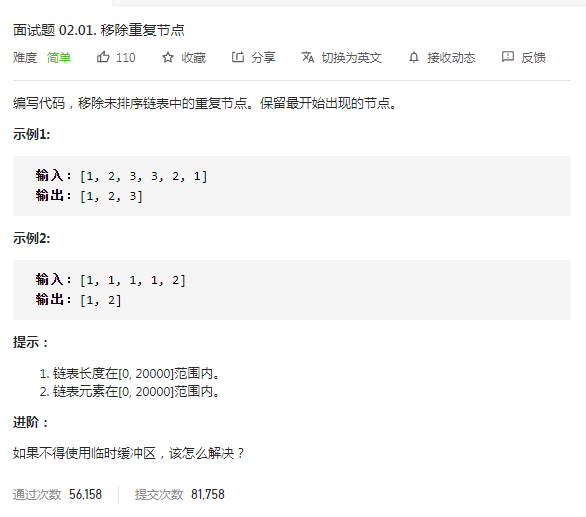 面试题 02.01. 移除重复节点
难度 简单 110 收藏 分享 切换为英文 接收动态 反馈
编写代码，移除未排序链表中的重复节点。保留最开始出现的节点。
示例1:
输入：[1, 2, 3, 3, 2, 1]
输出：[1, 2, 3]
示例2:
输入：[1, 1, 1, 1, 2]
输出：[1, 2]
提示：
1. 链表长度在[0, 20000]范围内。
2. 链表元素在[0, 20000]范围内。
进阶：
如果不得使用临时缓冲区，该怎么解决？
通过次数 56,158 提交次数 81,758